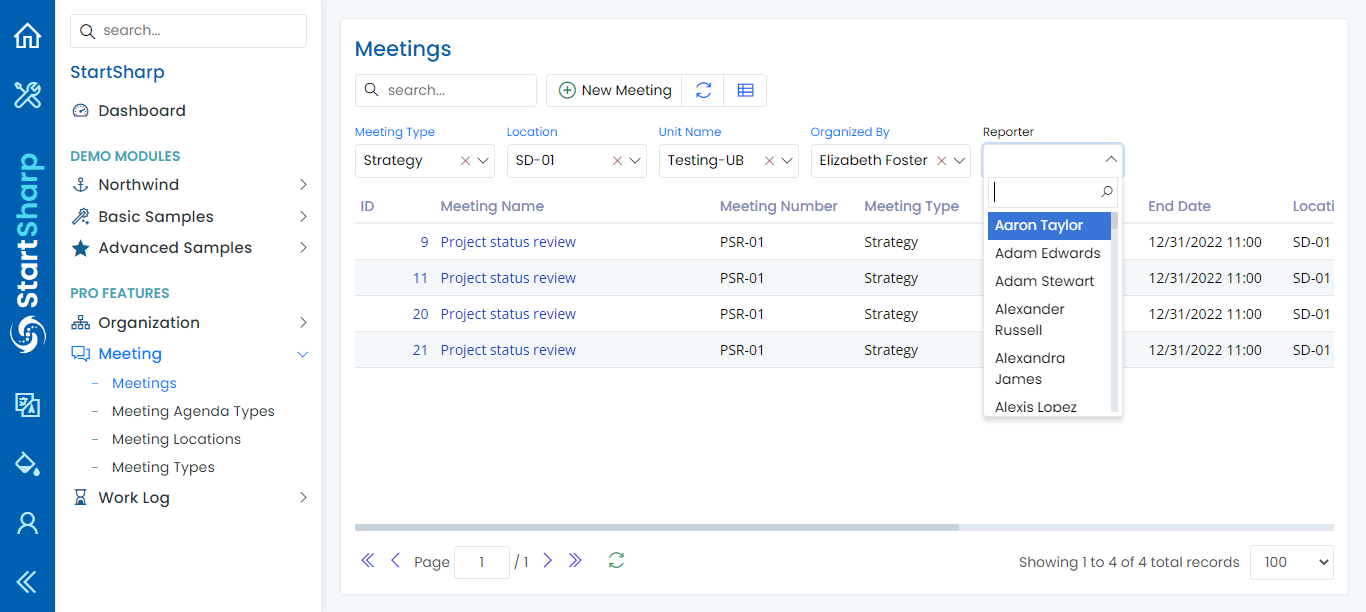 search...
StartSharp
Dashboard
DEMO MODULES
Northwind
Basic Samples
Advanced Samples
PRO FEATURES
Organization
Meeting
Meetings
Meeting Agenda Types
Meeting Locations
Meeting Types
Work Log
StartSharp
Meetings
search...
New Meeting
Meeting Type Location Unit Name Organized By Reporter
Strategy SD-01 Testing-UB Elizabeth Foster
ID Meeting Name Meeting Number Meeting Type End Date Locati
9 Project status review PSR-01 Strategy 12/31/2022 11:00 SD-01
11 Project status review PSR-01 Strategy 12/31/2022 11:00 SD-01
20 Project status review PSR-01 Strategy 12/31/2022 11:00 SD-01
21 Project status review PSR-01 Strategy 12/31/2022 11:00 SD-01
Aaron Taylor
Adam Edwards
Adam Stewart
Alexander
Russell
Alexandra
James
Alexis Lopez
Page 1 / 1
Showing 1 to 4 of 4 total records 100